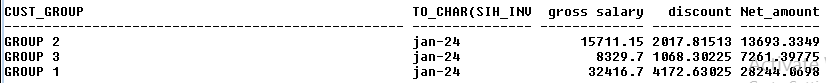 CUST_GROUP TO_CHAR(SIH_INV gross salary discount Net_amount
---------------------------------------- --------------- ------------ ---------- ----------
GROUP 2 jan-24 15711.15 2017.81513 13693.3349
GROUP 3 jan-24 8329.7 1068.30225 7261.39775
GROUP 1 jan-24 32416.7 4172.63025 28244.0698